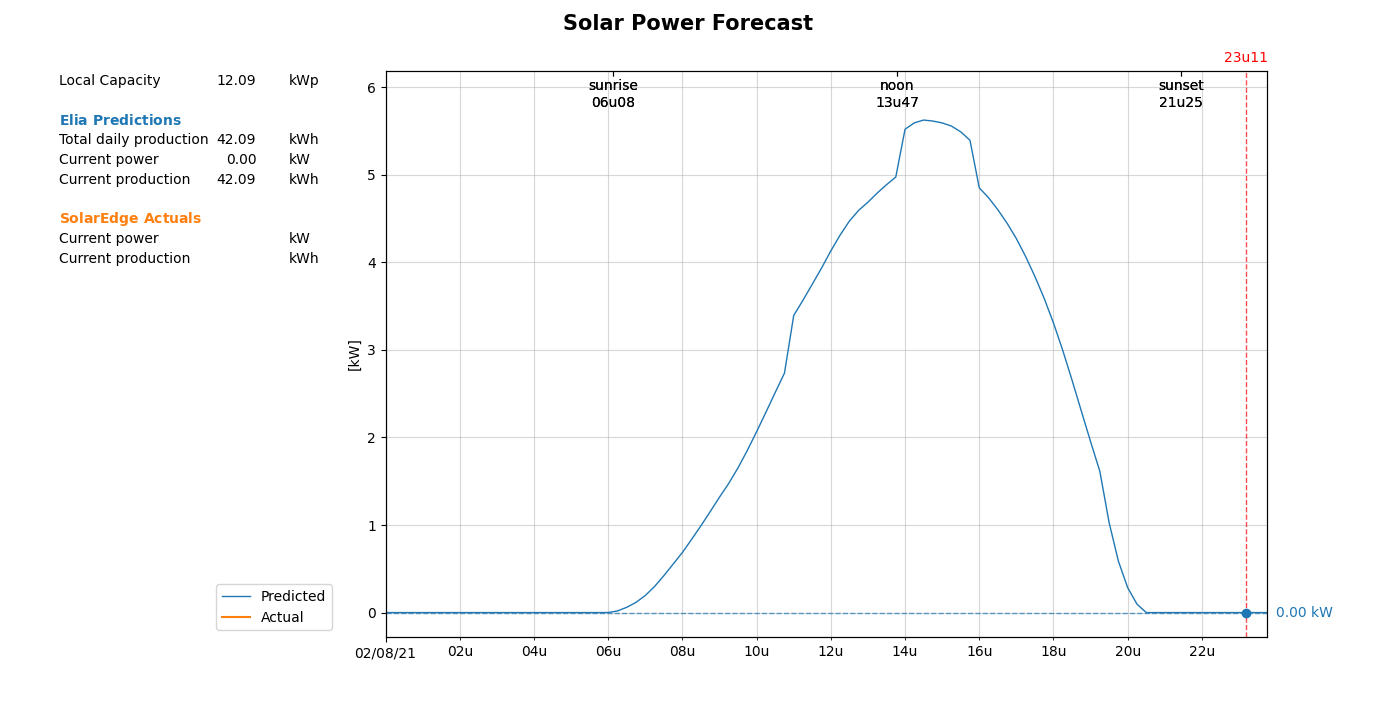 Solar Power Forecast
Local Capacity 12.09 kWp
Elia Predictions
Total daily production 42.09 kWh
Current power 0.00 kW
Current production 42.09 kWh
SolarEdge Actuals
Current power kW
Current production kWh
Predicted
Actual
23u11
sunrise
06u08
noon
13u47
sunset
21u25
[kW]
6
5
4
3
2
1
0
0.00 kW
02/08/21 02u 04u 06u 08u 10u 12u 14u 16u 18u 20u 22u